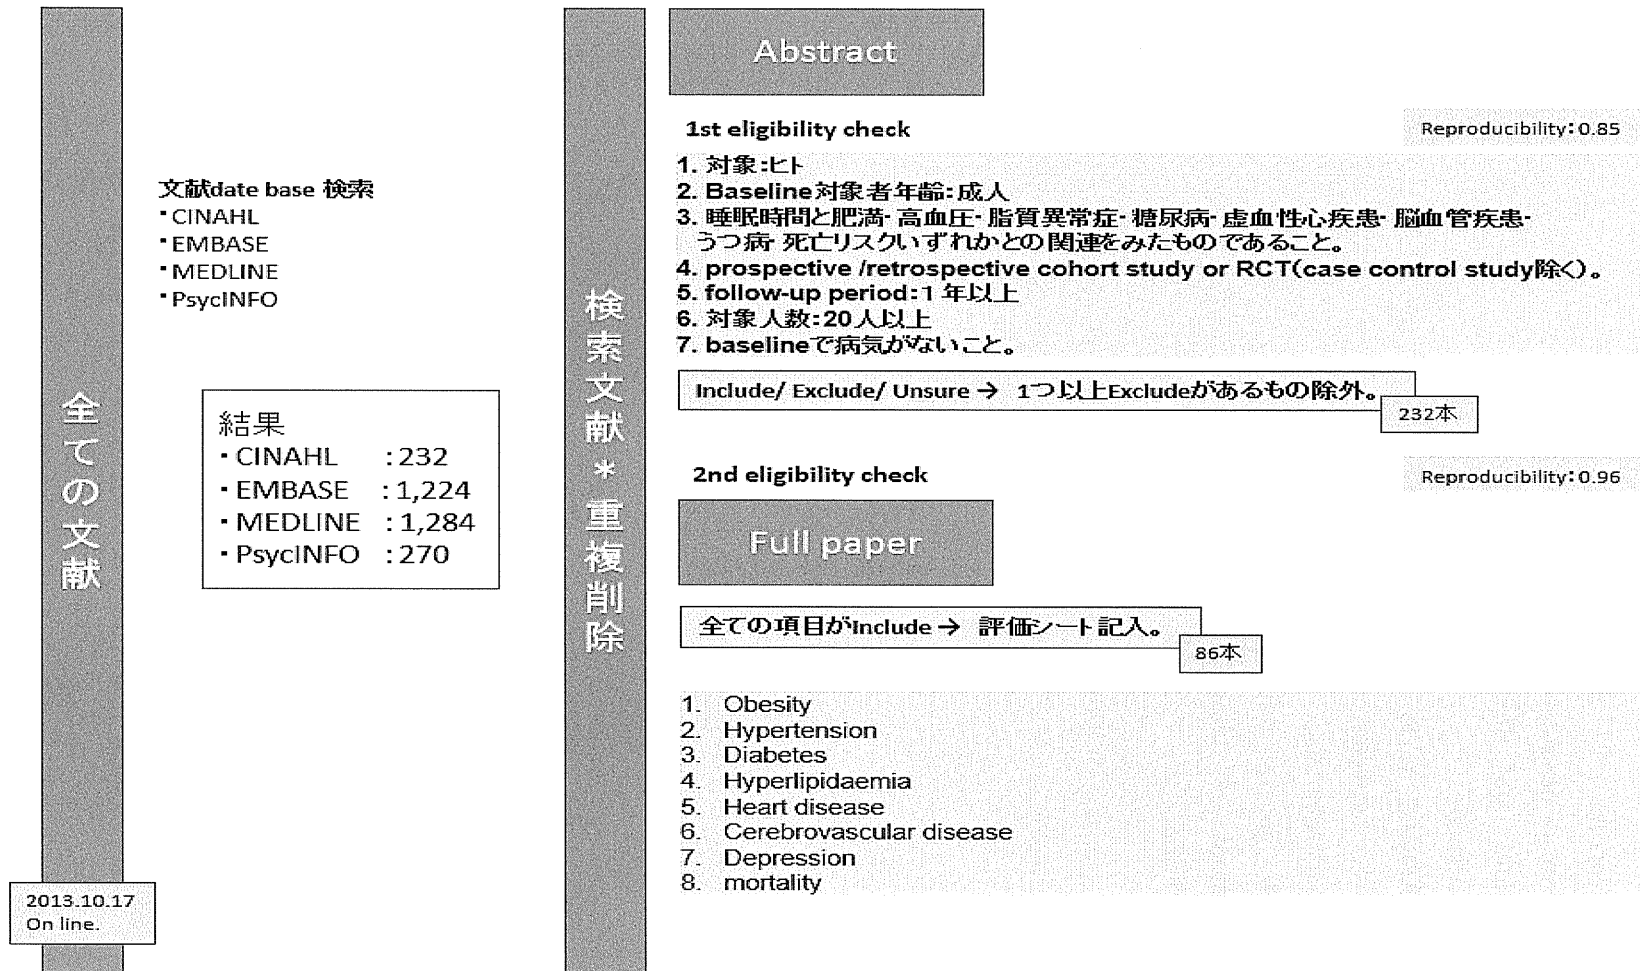 全ての文献
2013.10.17
On line.
文献date base 検索
・CINAHL
・EMBASE
・MEDLINE
・PsycINFO
結果
・CINAHL :232
・EMBASE :1,224
・MEDLINE :1,284
・PsycINFO :270
検索文献*重複削除
Abstract
1st eligibility check
Reproducibility:0.85
1. 対象:ヒト
2. Baseline対象者年齢:成人
3. 睡眠時間と肥満・高血圧・脂質異常症・糖尿病・虚血性心疾患・脳血管疾患・
うつ病・死亡リスクいずれかとの関連をみたものであること。
4. prospective /retrospective cohort study or RCT(case control study除く)。
5. follow-up period:1 年以上
6. 対象人数:20人以上
7. baselineで病気がないこと。
Include/ Exclude/ Unsure → 1つ以上Excludeがあるもの除外。
232本
2nd eligibility check
Reproducibility:0.96
Full paper
全ての項目がInclude → 評価シート記入。
86本
1. Obesity
2. Hypertension
3. Diabetes
4. Hyperlipidaemia
5. Heart disease
6. Cerebrovascular disease
7. Depression
8. mortality